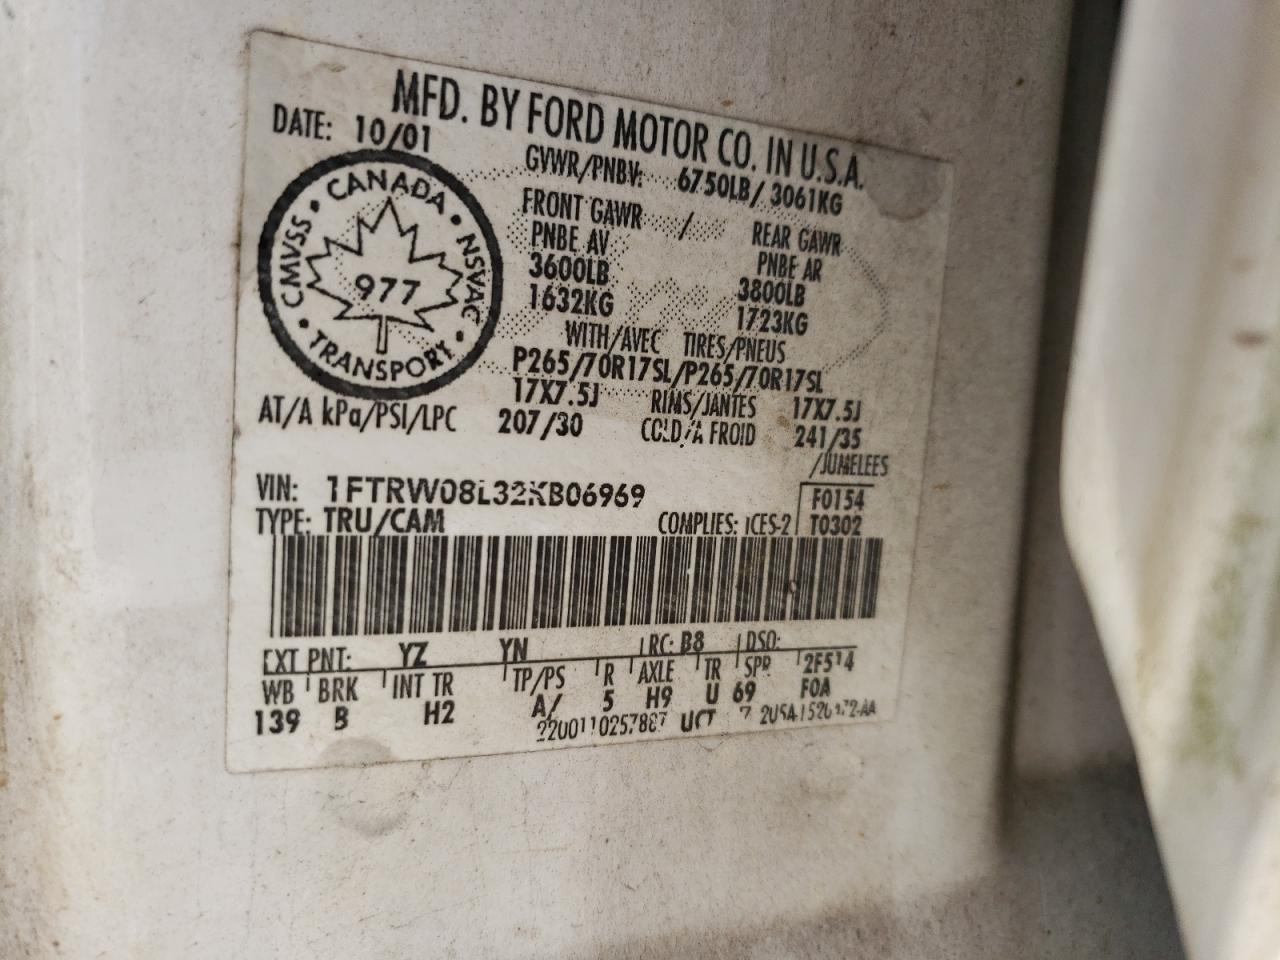 MFD. BY FORD MOTOR CO. IN U.S.A.
DATE: 10/01
GVWR/PNBV: 6750LB/ 3061KG
CANADA • NSVAC • TRANSPORT • CMVSS •
977
FRONT GAWR / REAR GAWR
PNBE AV PNBE AR
3600LB 3800LB
1632KG 1723KG
WITH/AVEC TIRES/PNEUS
P265/70R17SL/P265/70R17SL
17X7.5J RIMS/JANTES 17X7.5J
AT/A kPa/PSI/LPC 207/30 COLD/A FROID 241/35
/JUMELEES
VIN: 1FTRW08L32KB06969 F0154
TYPE: TRU/CAM COMPLIES: ICES-2 T0302
EXT PNT: YZ YN RC: B8 DSO:
WB BRK INT TR TP/PS R AXLE TR SPR 2F514
139 B H2 A/ 5 H9 U 69 FOA
2200110257887 UCT